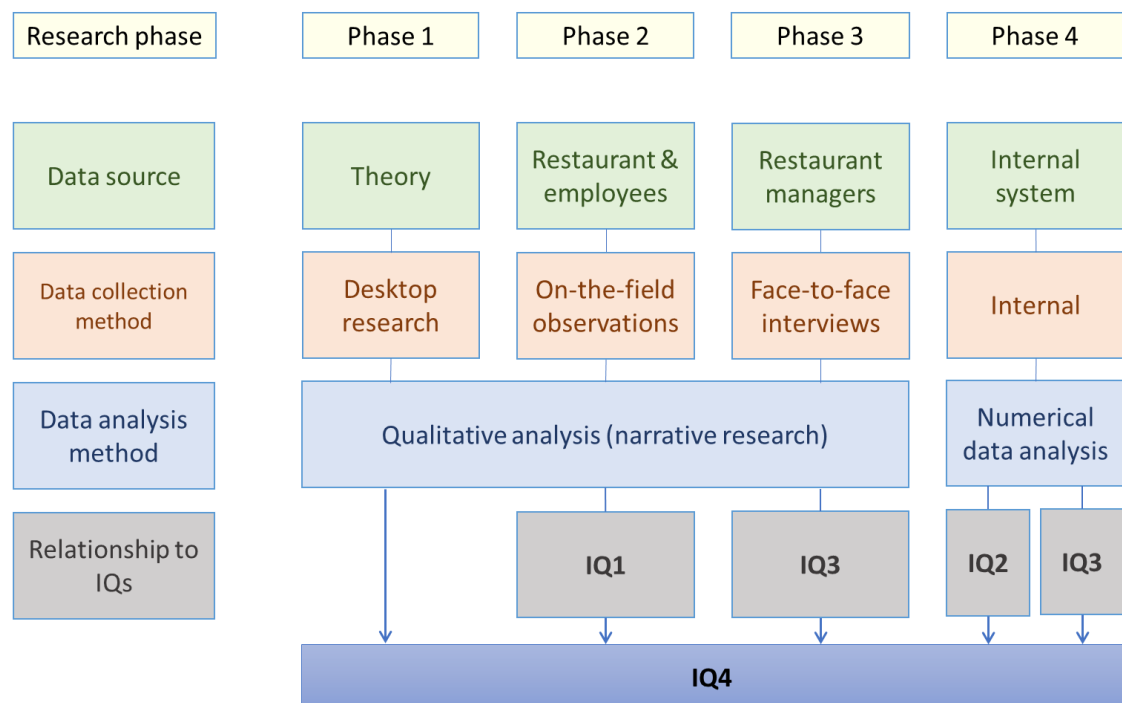 Research phase
Phase 1
Phase 2
Phase 3
Phase 4
Data source
Theory
Restaurant &
employees
Restaurant
managers
Internal
system
Data collection
method
Desktop
research
On-the-field
observations
Face-to-face
interviews
Internal
Data analysis
method
Qualitative analysis (narrative research)
Numerical
data analysis
Relationship to
IQs
IQ1
IQ3
IQ2
IQ3
IQ4